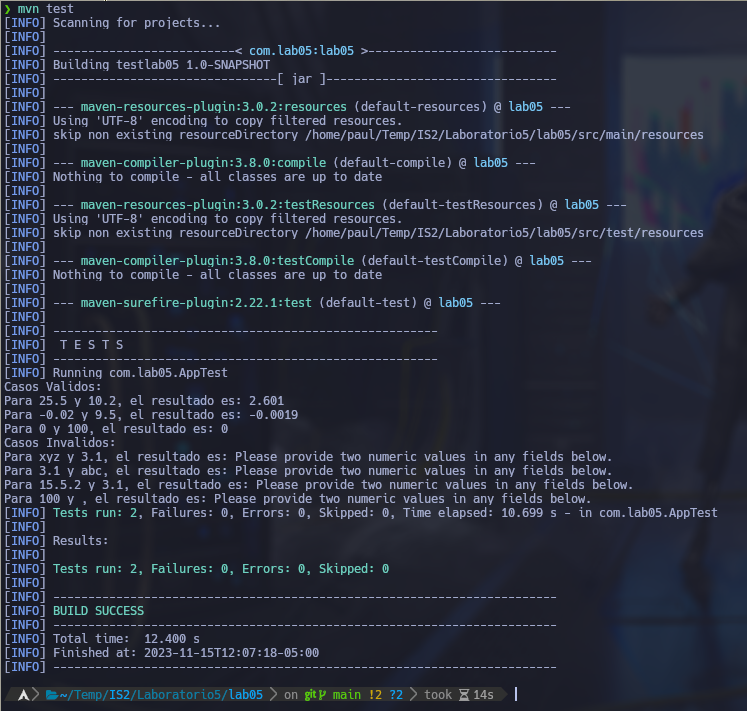 ❯ mvn test
[INFO] Scanning for projects...
[INFO]
[INFO] --------------------------< com.lab05:lab05 >---------------------------
[INFO] Building testlab05 1.0-SNAPSHOT
[INFO] --------------------------------[ jar ]---------------------------------
[INFO]
[INFO] --- maven-resources-plugin:3.0.2:resources (default-resources) @ lab05 ---
[INFO] Using 'UTF-8' encoding to copy filtered resources.
[INFO] skip non existing resourceDirectory /home/paul/Temp/IS2/Laboratorio5/lab05/src/main/resources
[INFO]
[INFO] --- maven-compiler-plugin:3.8.0:compile (default-compile) @ lab05 ---
[INFO] Nothing to compile - all classes are up to date
[INFO]
[INFO] --- maven-resources-plugin:3.0.2:testResources (default-testResources) @ lab05 ---
[INFO] Using 'UTF-8' encoding to copy filtered resources.
[INFO] skip non existing resourceDirectory /home/paul/Temp/IS2/Laboratorio5/lab05/src/test/resources
[INFO]
[INFO] --- maven-compiler-plugin:3.8.0:testCompile (default-testCompile) @ lab05 ---
[INFO] Nothing to compile - all classes are up to date
[INFO]
[INFO] --- maven-surefire-plugin:2.22.1:test (default-test) @ lab05 ---
[INFO]
[INFO] -------------------------------------------------------
[INFO]  T E S T S
[INFO] -------------------------------------------------------
[INFO] Running com.lab05.AppTest
Casos Validos:
Para 25.5 y 10.2, el resultado es: 2.601
Para -0.02 y 9.5, el resultado es: -0.0019
Para 0 y 100, el resultado es: 0
Casos Invalidos:
Para xyz y 3.1, el resultado es: Please provide two numeric values in any fields below.
Para 3.1 y abc, el resultado es: Please provide two numeric values in any fields below.
Para 15.5.2 y 3.1, el resultado es: Please provide two numeric values in any fields below.
Para 100 y , el resultado es: Please provide two numeric values in any fields below.
[INFO] Tests run: 2, Failures: 0, Errors: 0, Skipped: 0, Time elapsed: 10.699 s - in com.lab05.AppTest
[INFO]
[INFO] Results:
[INFO]
[INFO] Tests run: 2, Failures: 0, Errors: 0, Skipped: 0
[INFO]
[INFO] ------------------------------------------------------------------------
[INFO] BUILD SUCCESS
[INFO] ------------------------------------------------------------------------
[INFO] Total time:  12.400 s
[INFO] Finished at: 2023-11-15T12:07:18-05:00
[INFO] ------------------------------------------------------------------------
~/Temp/IS2/Laboratorio5/lab05 on git main !2 ?2 took 14s